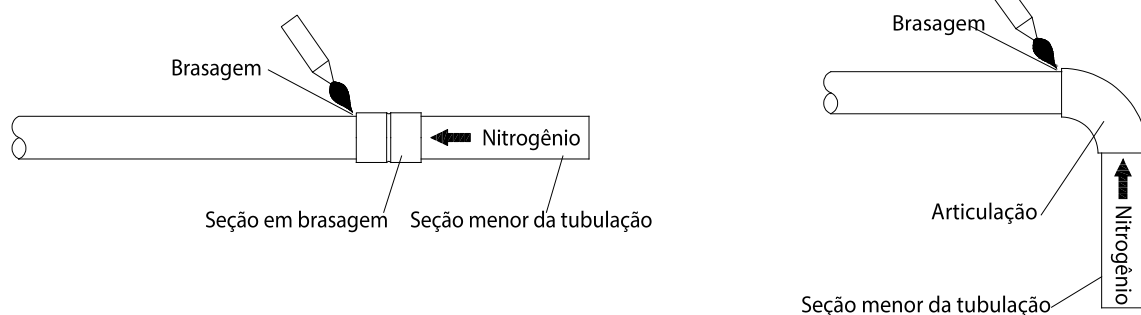 Brasagem
Nitrogênio
Seção em brasagem
Seção menor da tubulação
Brasagem
Articulação
Nitrogênio
Seção menor da tubulação